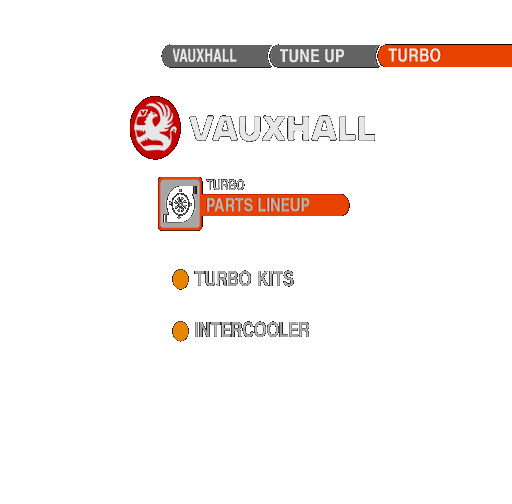 VAUXHALL TUNE UP TURBO
VAUXHALL
TURBO
PARTS LINEUP
TURBO KITS
INTERCOOLER